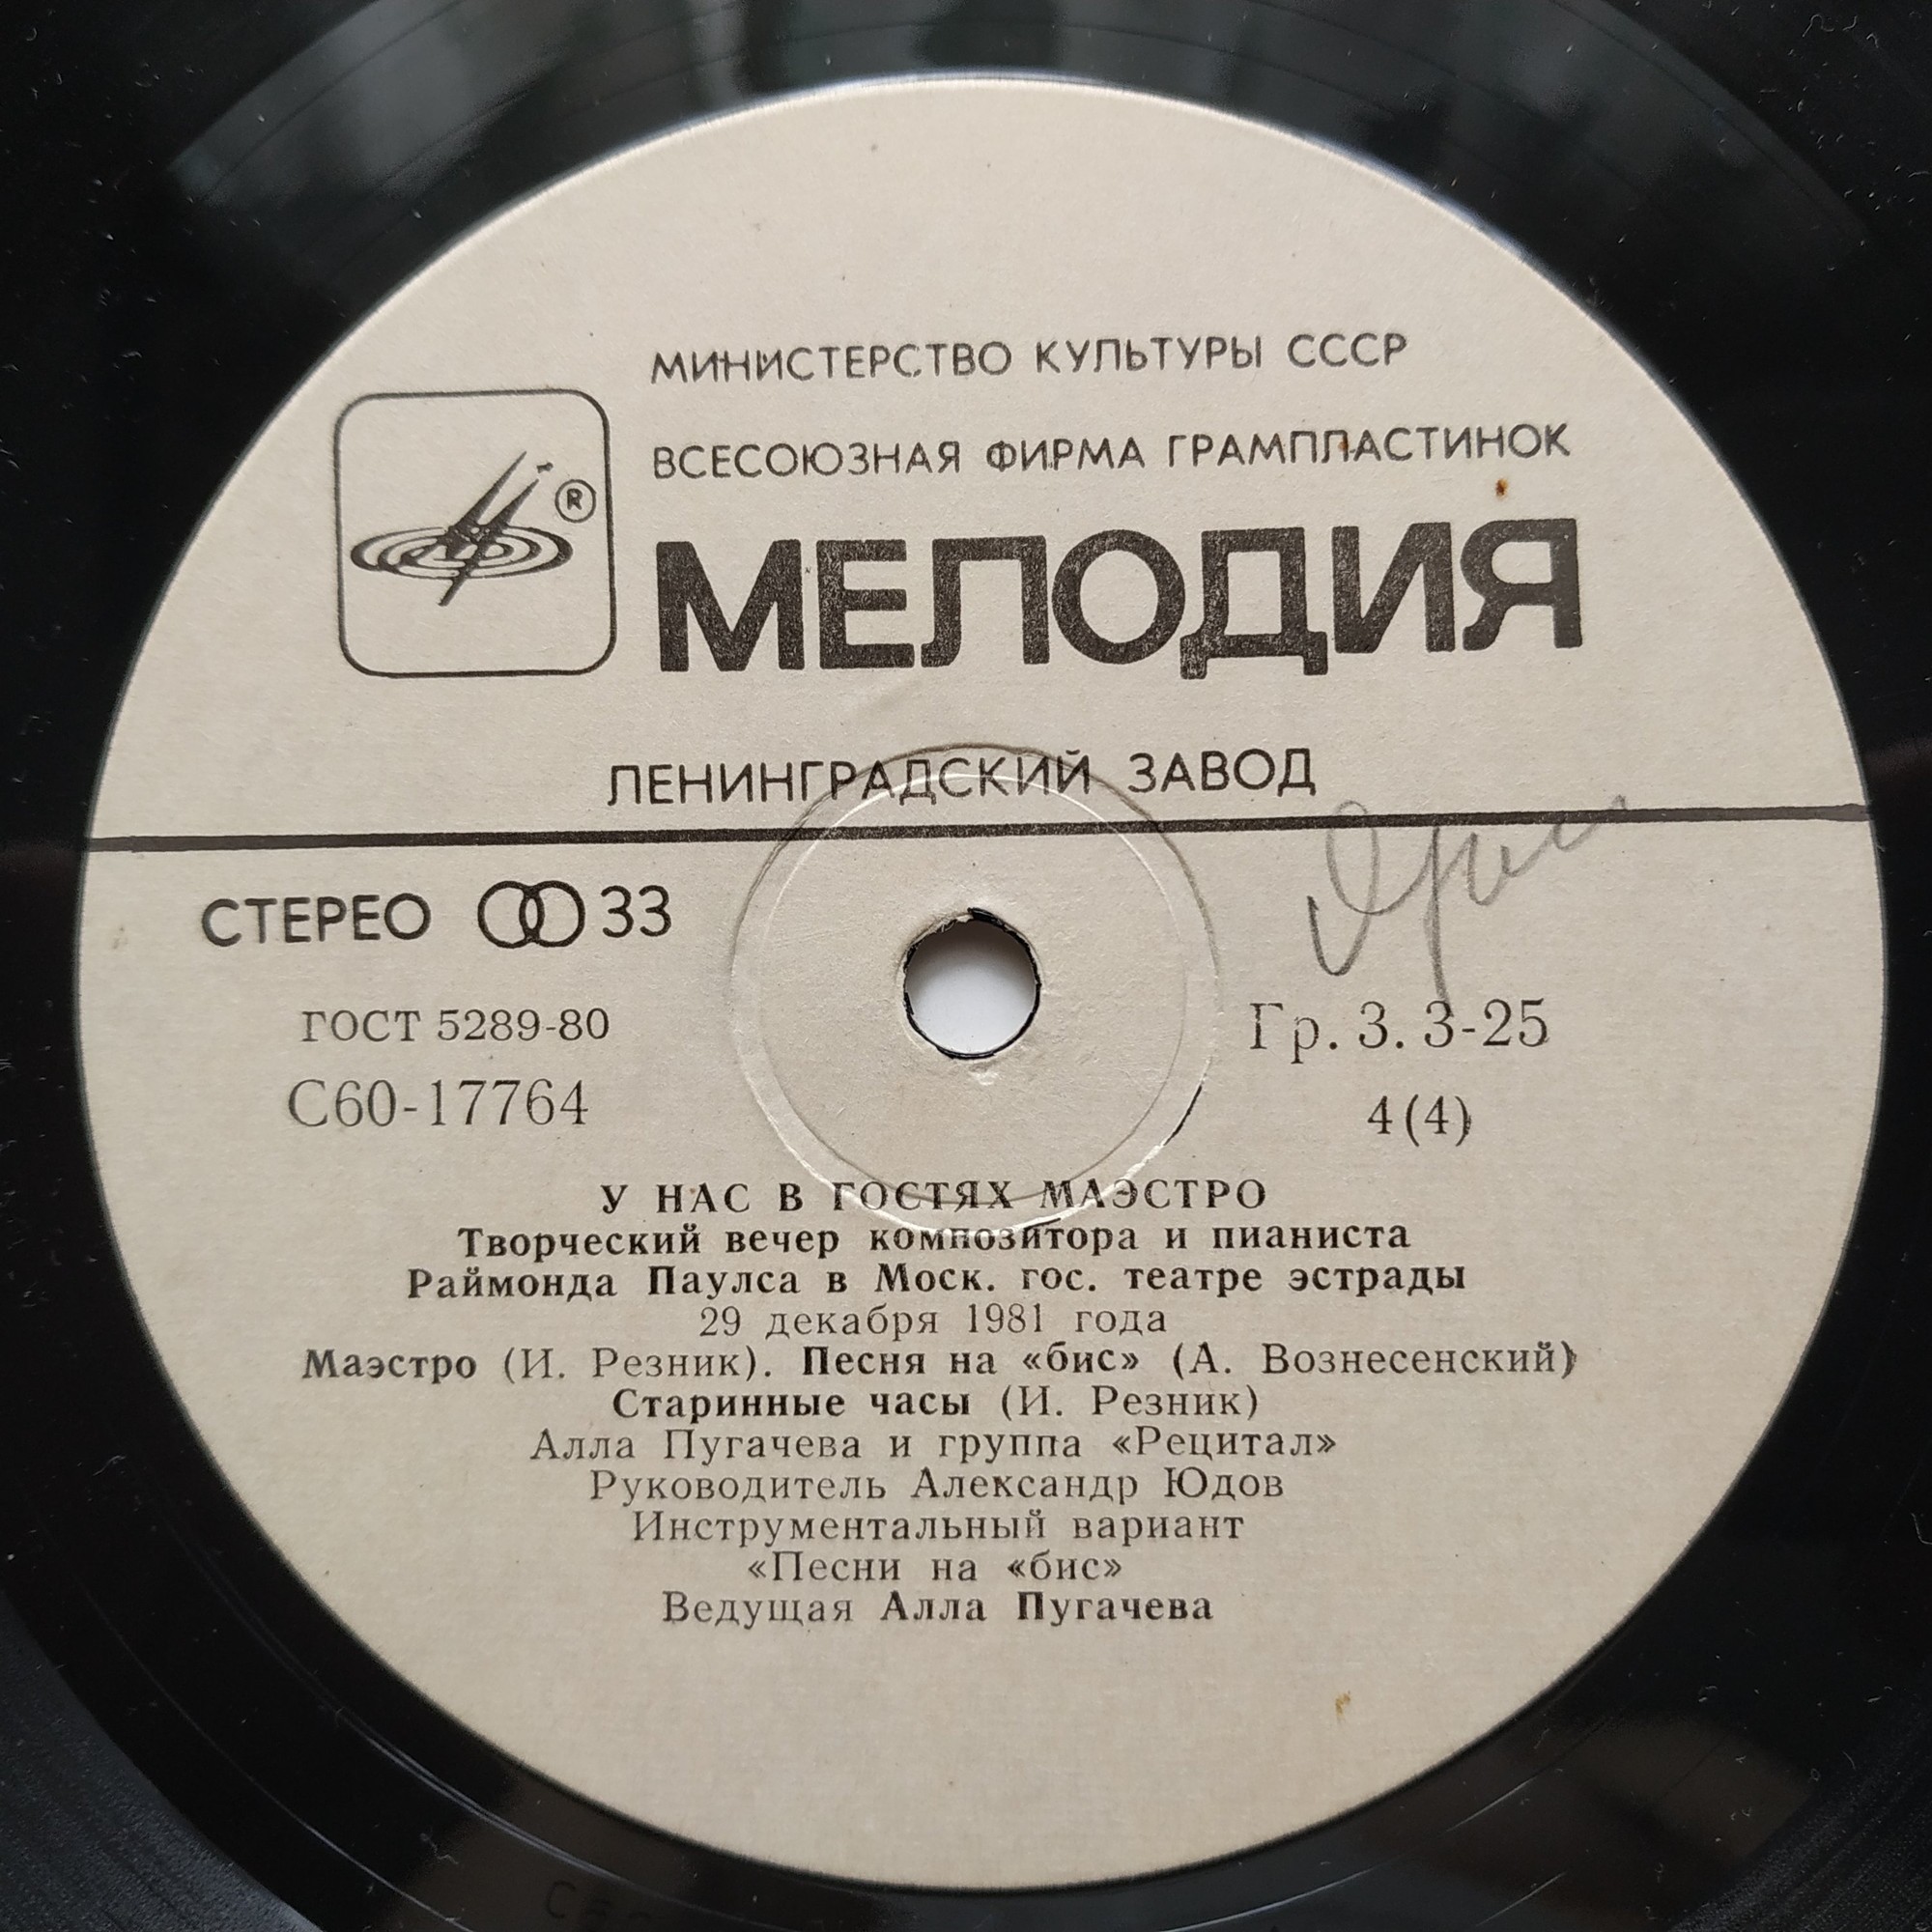 МИНИСТЕРСТВО КУЛЬТУРЫ СССР
ВСЕСОЮЗНАЯ ФИРМА ГРАМПЛАСТИНОК
®
МЕЛОДИЯ
ЛЕНИНГРАДСКИЙ ЗАВОД
СТЕРЕО 33
ГОСТ 5289-80
Гр. 3. 3-25
С60-17764
4(4)
У НАС В ГОСТЯХ МАЭСТРО
Творческий вечер композитора и пианиста
Раймонда Паулса в Моск. гос. театре эстрады
29 декабря 1981 года
Маэстро (И. Резник). Песня на «бис» (А. Вознесенский)
Старинные часы (И. Резник)
Алла Пугачева и группа «Рецитал»
Руководитель Александр Юдов
Инструментальный вариант
«Песни на «бис»
Ведущая Алла Пугачева